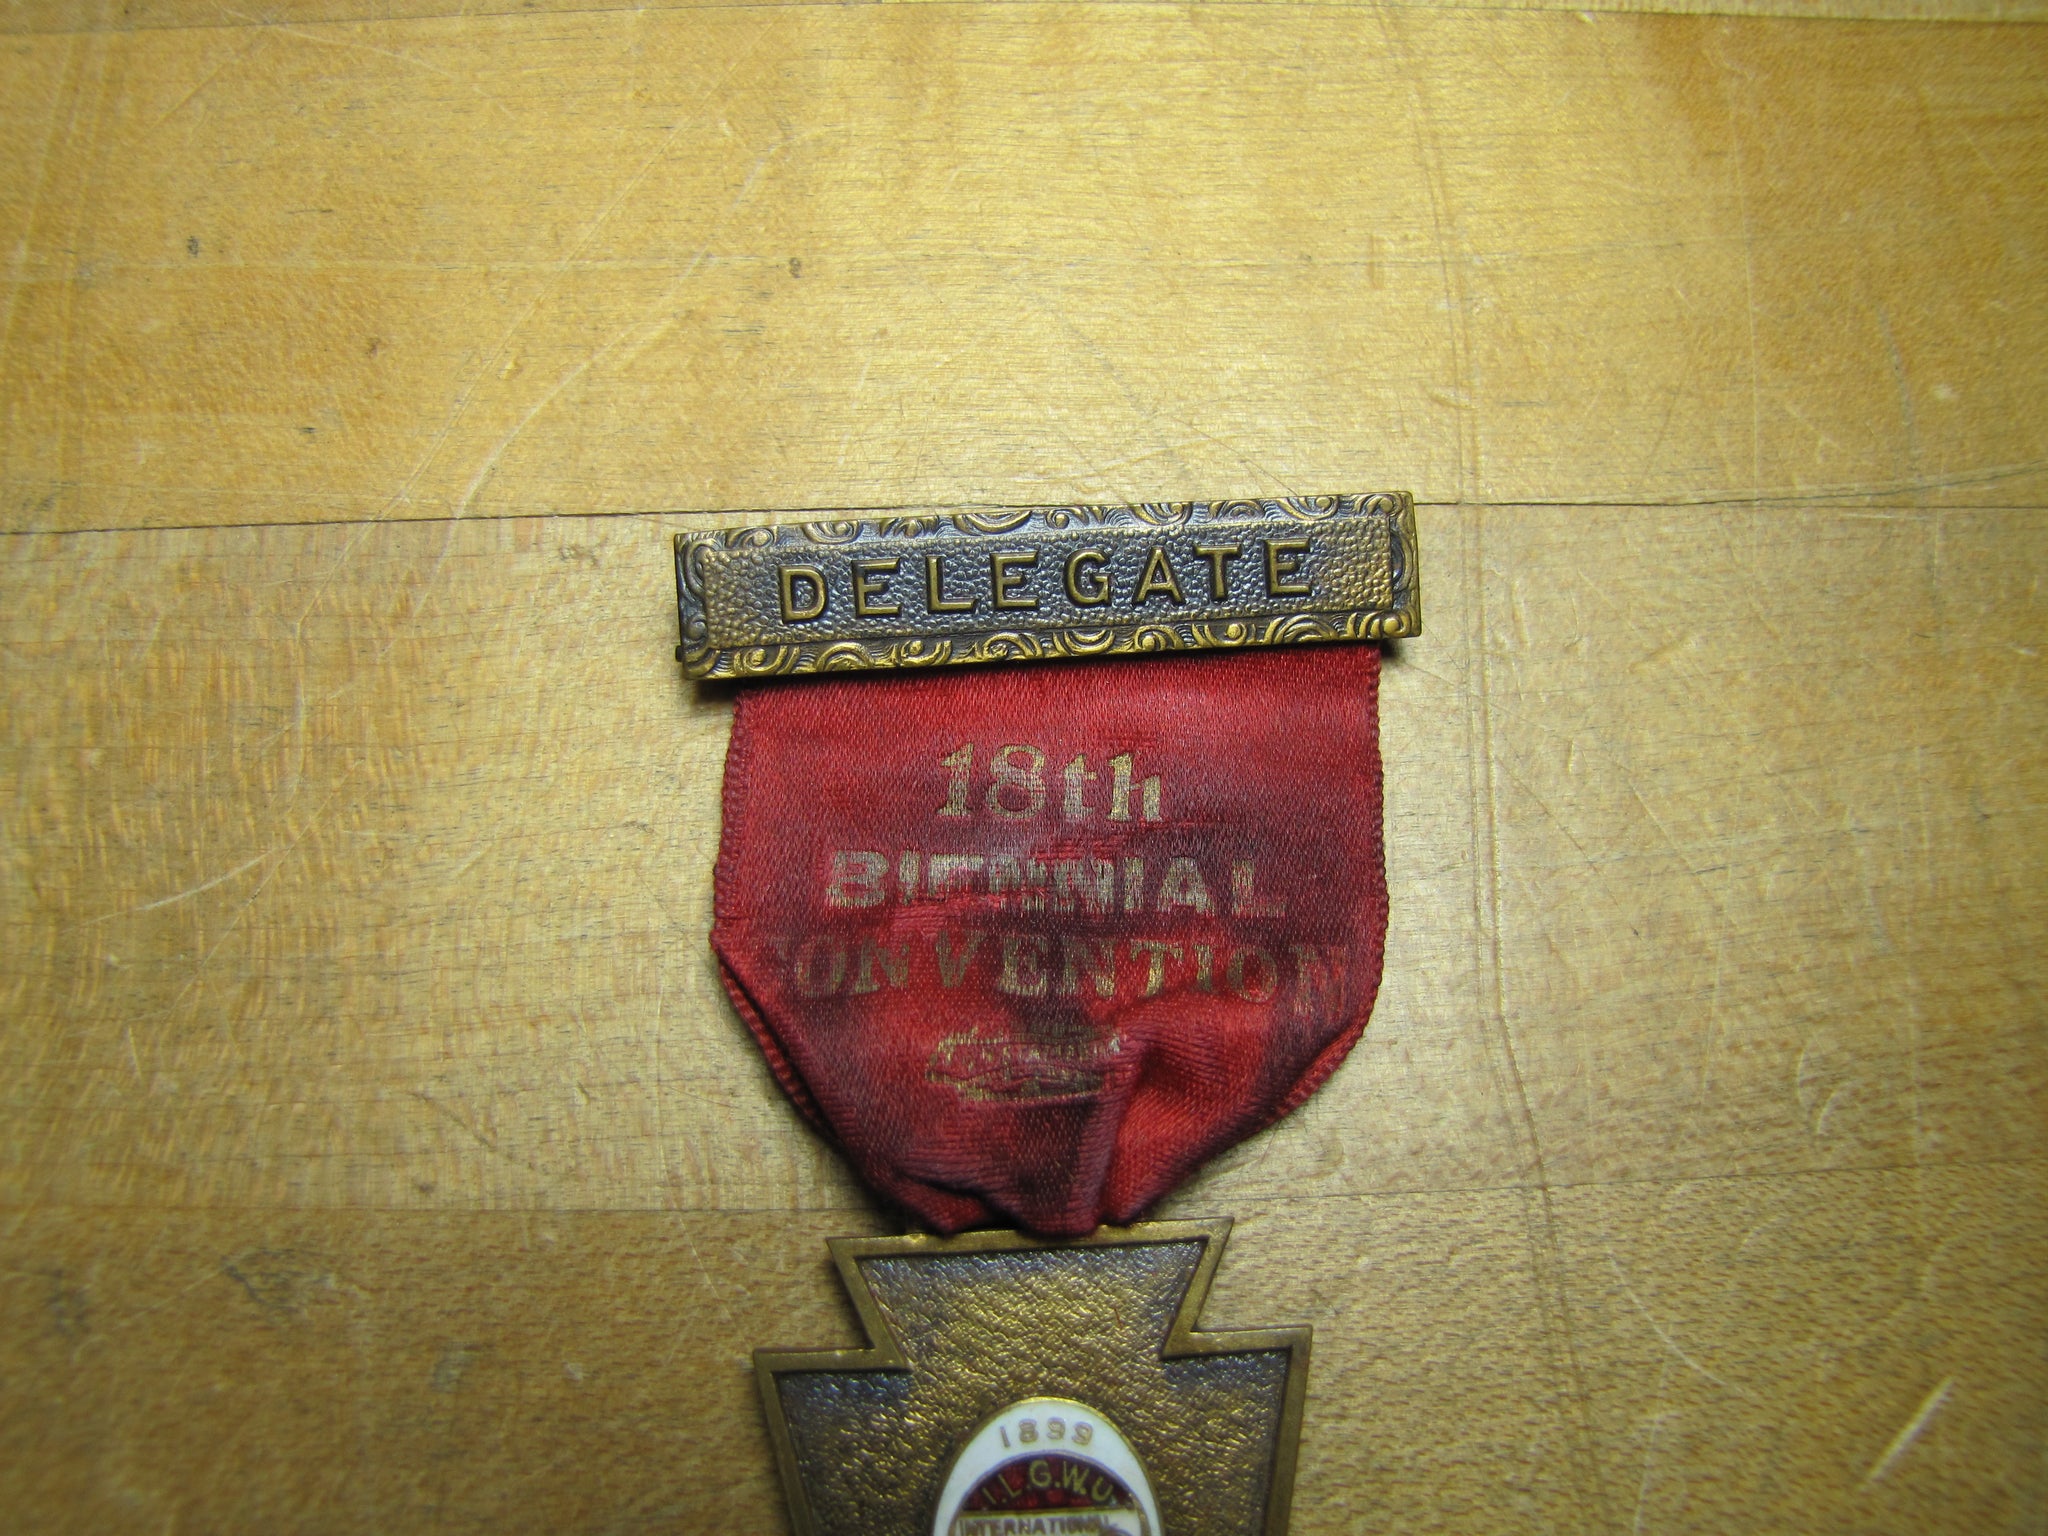 DELEGATE
18th
BIENNIAL
CONVENTION
1899
I.L.G.W.U.
INTERNATIONAL